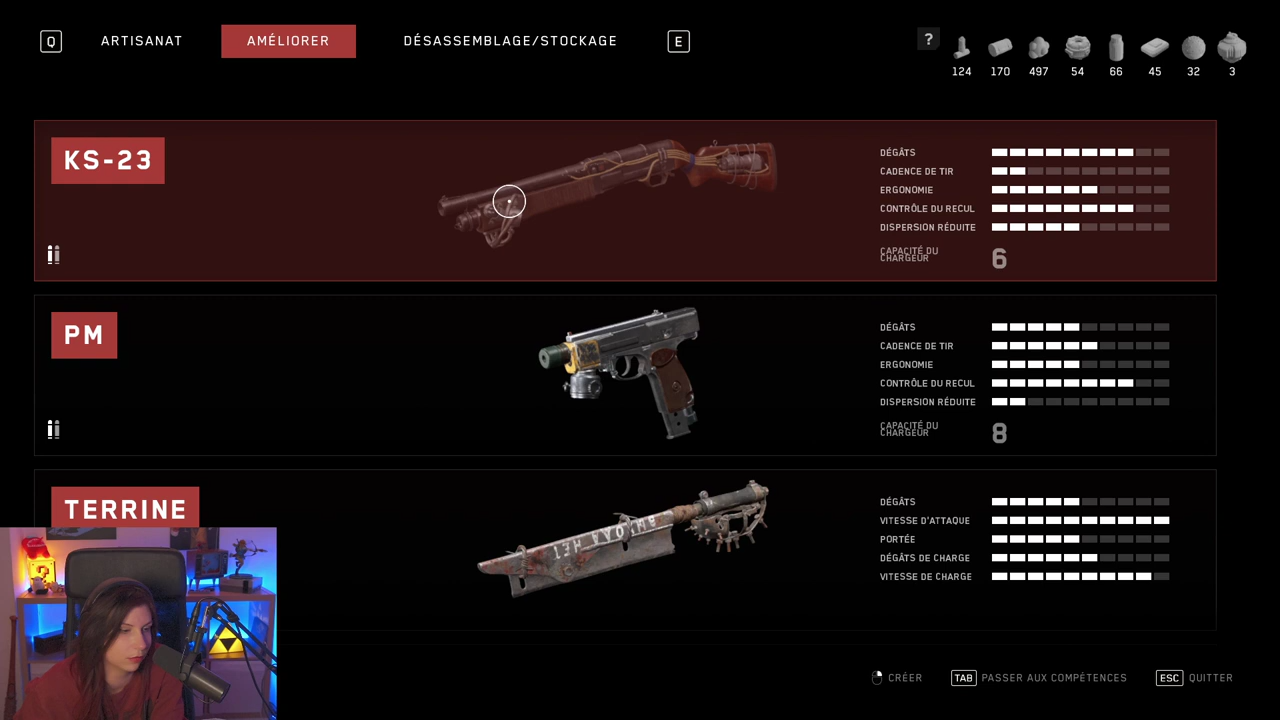 Q ARTISANAT AMÉLIORER DÉSASSEMBLAGE/STOCKAGE E ?
124 170 497 54 66 45 32 3
KS-23
DÉGÂTS
CADENCE DE TIR
ERGONOMIE
CONTRÔLE DU RECUL
DISPERSION RÉDUITE
CAPACITÉ DU
CHARGEUR
6
PM
DÉGÂTS
CADENCE DE TIR
ERGONOMIE
CONTRÔLE DU RECUL
DISPERSION RÉDUITE
CAPACITÉ DU
CHARGEUR
8
TERRINE
DÉGÂTS
VITESSE D'ATTAQUE
PORTÉE
DÉGÂTS DE CHARGE
VITESSE DE CHARGE
CRÉER TAB PASSER AUX COMPÉTENCES ESC QUITTER